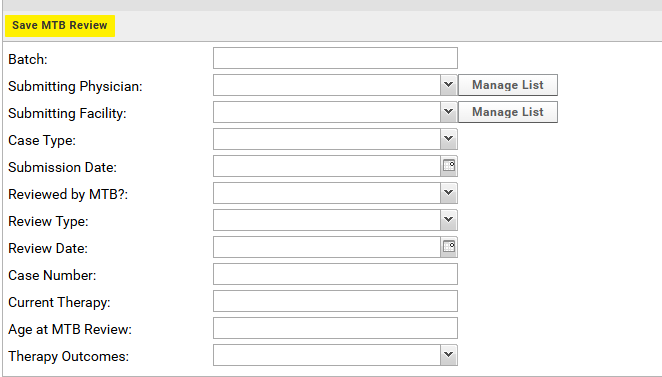 Save MTB Review
Batch:
Submitting Physician: Manage List
Submitting Facility: Manage List
Case Type:
Submission Date:
Reviewed by MTB?:
Review Type:
Review Date:
Case Number:
Current Therapy:
Age at MTB Review:
Therapy Outcomes: